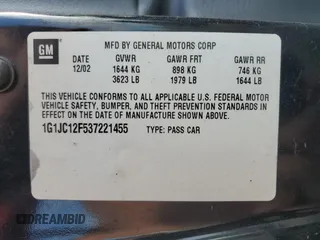 GM
MFD BY GENERAL MOTORS CORP
DATE GVWR GAWR FRT GAWR RR
12/02 1644 KG 898 KG 746 KG
3623 LB 1979 LB 1644 LB
THIS VEHICLE CONFORMS TO ALL APPLICABLE U.S. FEDERAL MOTOR
VEHICLE SAFETY, BUMPER, AND THEFT PREVENTION STANDARDS
IN EFFECT ON THE DATE OF MANUFACTURE SHOWN ABOVE.
1G1JC12F537221455 TYPE: PASS CAR
DREAMBID